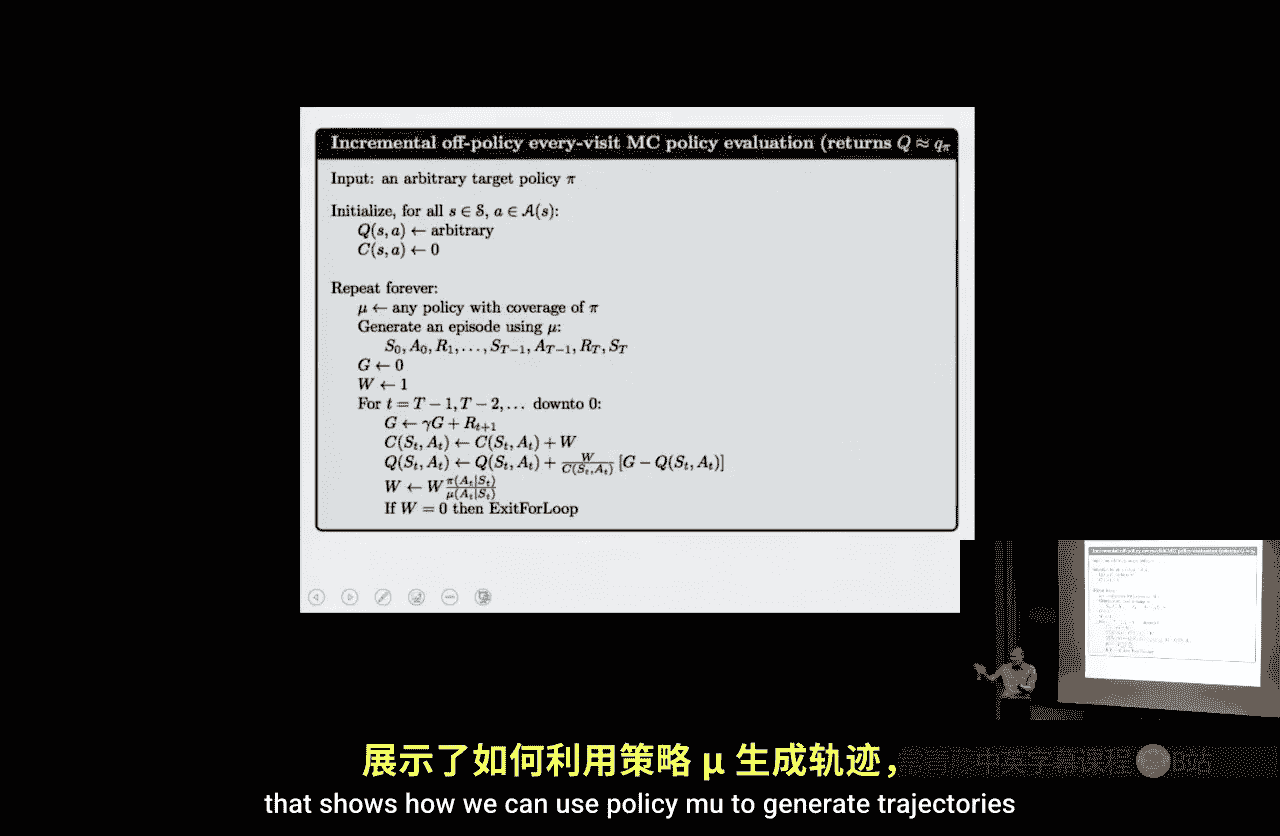 Incremental off-policy every-visit MC policy evaluation (returns Q ≈ qπ
Input: an arbitrary target policy π
Initialize, for all s ∈ S, a ∈ A(s):
Q(s, a) ← arbitrary
C(s, a) ← 0
Repeat forever:
μ ← any policy with coverage of π
Generate an episode using μ:
S₀, A₀, R₁, . . . , S_{T−1}, A_{T−1}, R_T, S_T
G ← 0
W ← 1
For t = T − 1, T − 2, . . . downto 0:
G ← γG + R_{t+1}
C(S_t, A_t) ← C(S_t, A_t) + W
Q(S_t, A_t) ← Q(S_t, A_t) + W/C(S_t,A_t) [G − Q(S_t, A_t)]
W ← W π(A_t|S_t)/μ(A_t|S_t)
If W = 0 then ExitForLoop
展示了如何利用策略 μ 生成轨迹，
that shows how we can use policy mu to generate trajectories